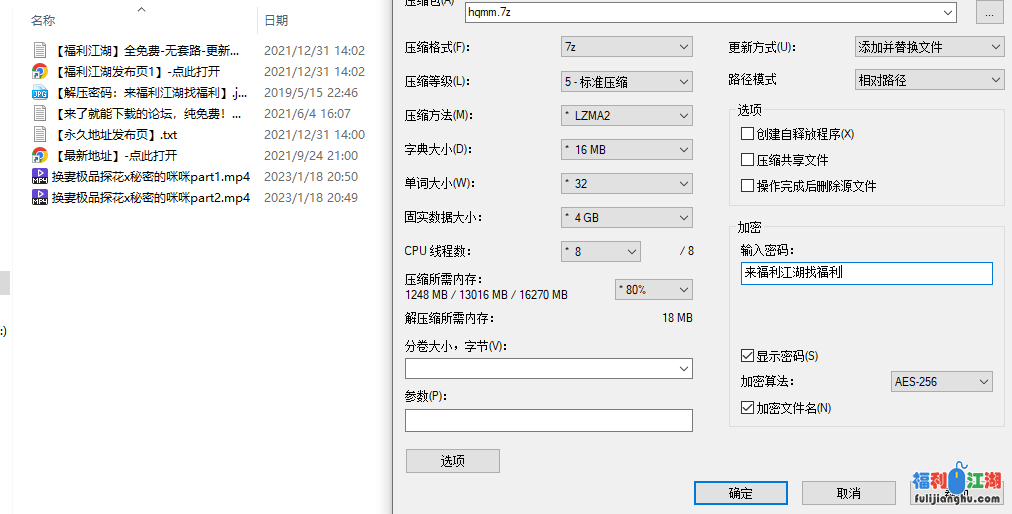 名称 日期
【福利江湖】全免费-无套路-更新... 2021/12/31 14:02
【福利江湖发布页1】-点此打开 2021/12/31 14:02
【解压密码：来福利江湖找福利】.j... 2019/5/15 22:46
【来了就能下载的论坛，纯免费！... 2021/6/4 16:07
【永久地址发布页】.txt 2021/12/31 14:00
【最新地址】-点此打开 2021/9/24 21:00
换妻极品探花x秘密的咪咪part1.mp4 2023/1/18 20:50
换妻极品探花x秘密的咪咪part2.mp4 2023/1/18 20:49
:)
压缩包(A)
hqmm.7z
...
压缩格式(F): 7z
压缩等级(L): 5 - 标准压缩
压缩方法(M): * LZMA2
字典大小(D): * 16 MB
单词大小(W): * 32
固实数据大小: * 4 GB
CPU 线程数: * 8 / 8
压缩所需内存:
1248 MB / 13016 MB / 16270 MB * 80%
解压缩所需内存: 18 MB
分卷大小，字节(V):
参数(P):
选项
更新方式(U): 添加并替换文件
路径模式 相对路径
选项
创建自释放程序(X)
压缩共享文件
操作完成后删除源文件
加密
输入密码:
来福利江湖找福利
显示密码(S)
加密算法: AES-256
加密文件名(N)
确定 取消
福利江湖
fulijianghu.com